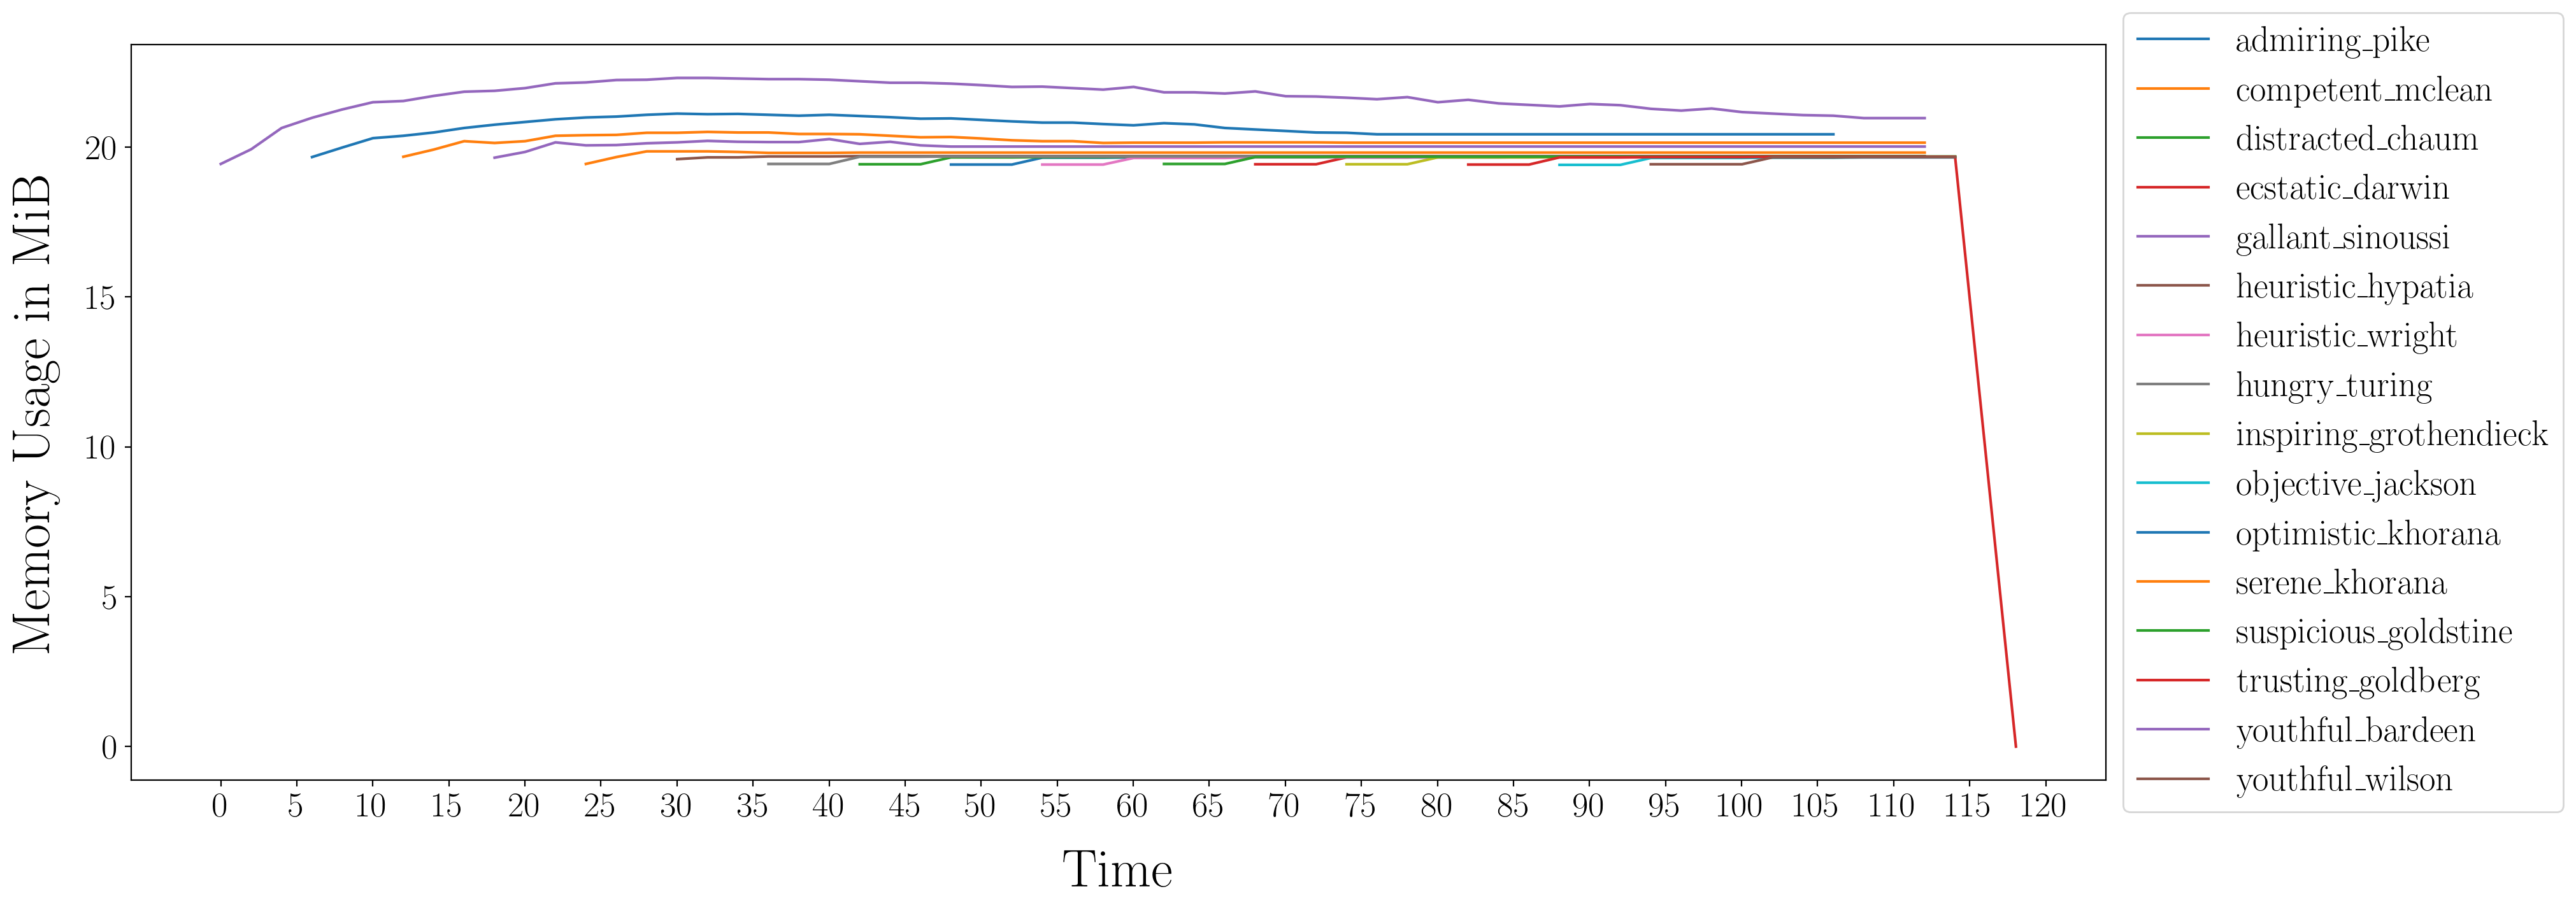 Memory Usage in MiB
20
15
10
5
0
0 5 10 15 20 25 30 35 40 45 50 55 60 65 70 75 80 85 90 95 100 105 110 115 120
Time
admiring_pike
competent_mclean
distracted_chaum
ecstatic_darwin
gallant_sinoussi
heuristic_hypatia
heuristic_wright
hungry_turing
inspiring_grothendieck
objective_jackson
optimistic_khorana
serene_khorana
suspicious_goldstine
trusting_goldberg
youthful_bardeen
youthful_wilson